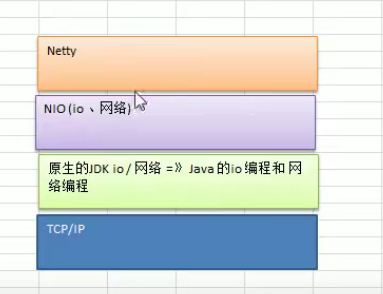 Netty
NIO (io 、网络)
原生的JDK io / 网络 =》 Java 的io 编程和 网
络编程
TCP/IP